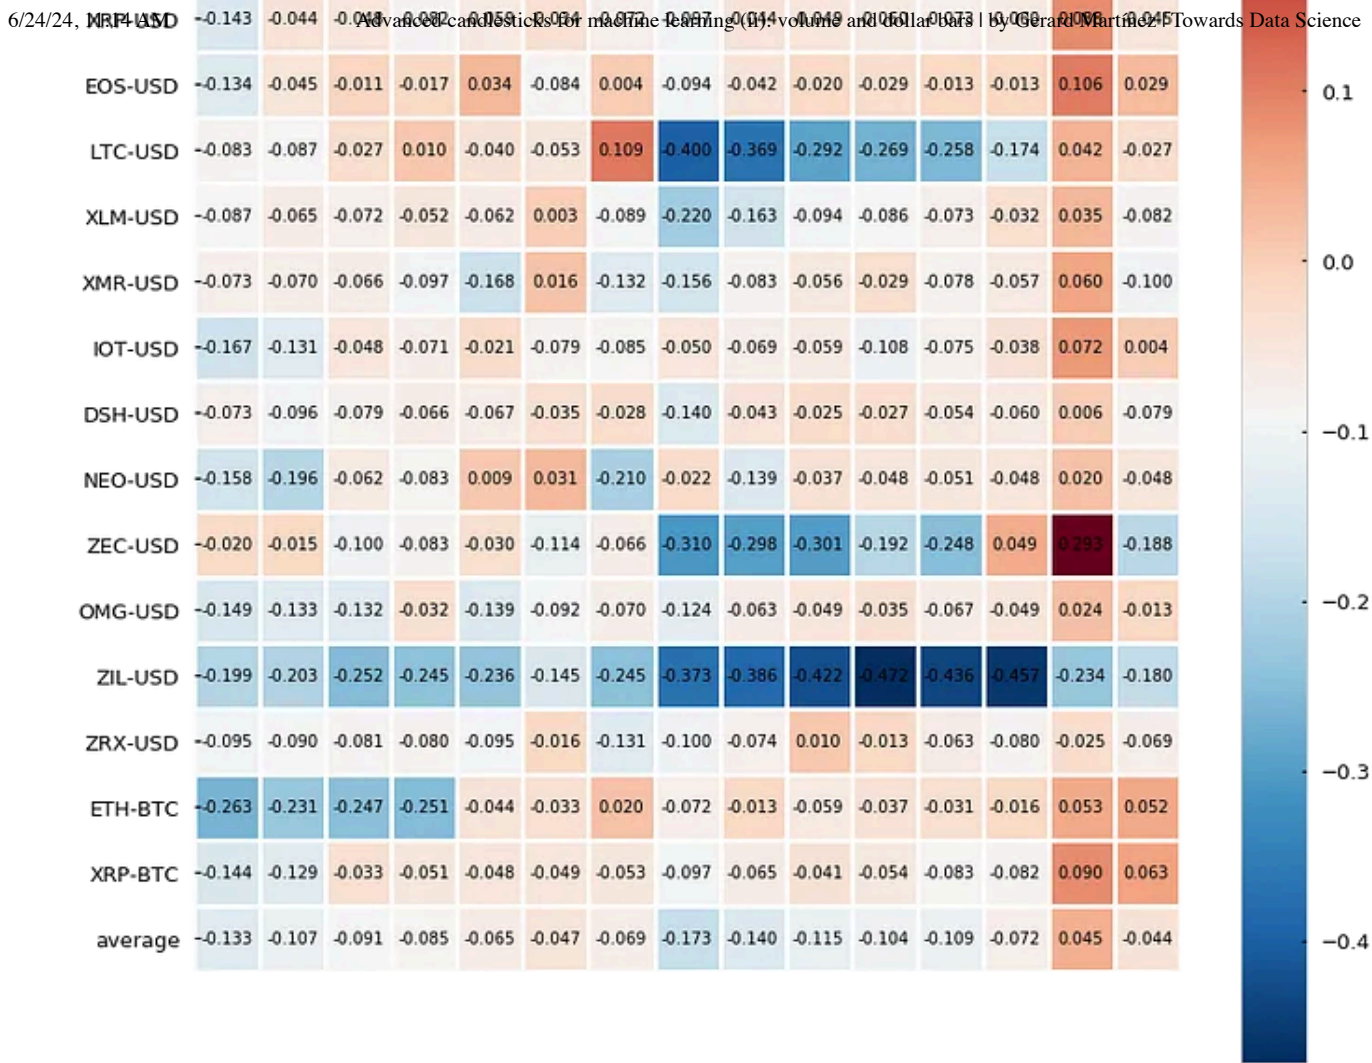 6/24/24, 11:14 AM Advanced candlesticks for machine learning (ii): volume and dollar bars | by Gerard Martínez | Towards Data Science
XRP-USD -0.143 -0.044
EOS-USD -0.134 -0.045 -0.011 -0.017 0.034 -0.084 0.004 -0.094 -0.042 -0.020 -0.029 -0.013 -0.013 0.106 0.029
0.1
LTC-USD -0.083 -0.087 -0.027 0.010 -0.040 -0.053 0.109 -0.400 -0.369 -0.292 -0.269 -0.258 -0.174 0.042 -0.027
XLM-USD -0.087 -0.065 -0.072 -0.052 -0.062 0.003 -0.089 -0.220 -0.163 -0.094 -0.086 -0.073 -0.032 0.035 -0.082
0.0
XMR-USD -0.073 -0.070 -0.066 -0.097 -0.168 0.016 -0.132 -0.156 -0.083 -0.056 -0.029 -0.078 -0.057 0.060 -0.100
IOT-USD -0.167 -0.131 -0.048 -0.071 -0.021 -0.079 -0.085 -0.050 -0.069 -0.059 -0.108 -0.075 -0.038 0.072 0.004
DSH-USD -0.073 -0.096 -0.079 -0.066 -0.067 -0.035 -0.028 -0.140 -0.043 -0.025 -0.027 -0.054 -0.060 0.006 -0.079
-0.1
NEO-USD -0.158 -0.196 -0.062 -0.083 0.009 0.031 -0.210 -0.022 -0.139 -0.037 -0.048 -0.051 -0.048 0.020 -0.048
ZEC-USD -0.020 -0.015 -0.100 -0.083 -0.030 -0.114 -0.066 -0.310 -0.298 -0.301 -0.192 -0.248 0.049 0.293 -0.188
-0.2
OMG-USD -0.149 -0.133 -0.132 -0.032 -0.139 -0.092 -0.070 -0.124 -0.063 -0.049 -0.035 -0.067 -0.049 0.024 -0.013
ZIL-USD -0.199 -0.203 -0.252 -0.245 -0.236 -0.145 -0.245 -0.373 -0.386 -0.422 -0.472 -0.436 -0.457 -0.234 -0.180
ZRX-USD -0.095 -0.090 -0.081 -0.080 -0.095 -0.016 -0.131 -0.100 -0.074 0.010 -0.013 -0.063 -0.080 -0.025 -0.069
-0.3
ETH-BTC -0.263 -0.231 -0.247 -0.251 -0.044 -0.033 0.020 -0.072 -0.013 -0.059 -0.037 -0.031 -0.016 0.053 0.052
XRP-BTC -0.144 -0.129 -0.033 -0.051 -0.048 -0.049 -0.053 -0.097 -0.065 -0.041 -0.054 -0.083 -0.082 0.090 0.063
average -0.133 -0.107 -0.091 -0.085 -0.065 -0.047 -0.069 -0.173 -0.140 -0.115 -0.104 -0.109 -0.072 0.045 -0.044
-0.4